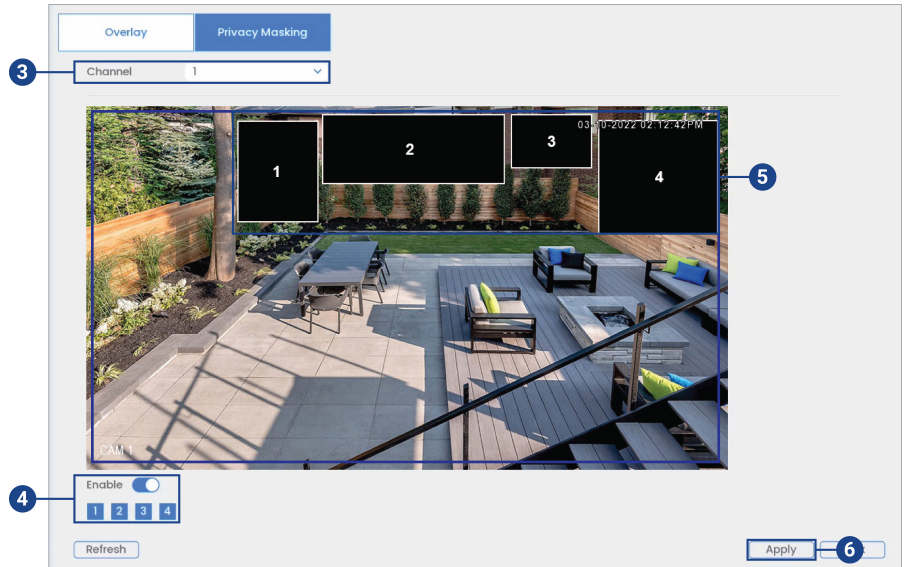 Overlay Privacy Masking
3 Channel 1
03-10-2022 02:12:42PM
1 2 3 4
5
CAM 1
Enable
4
1 2 3 4
Refresh Apply 6